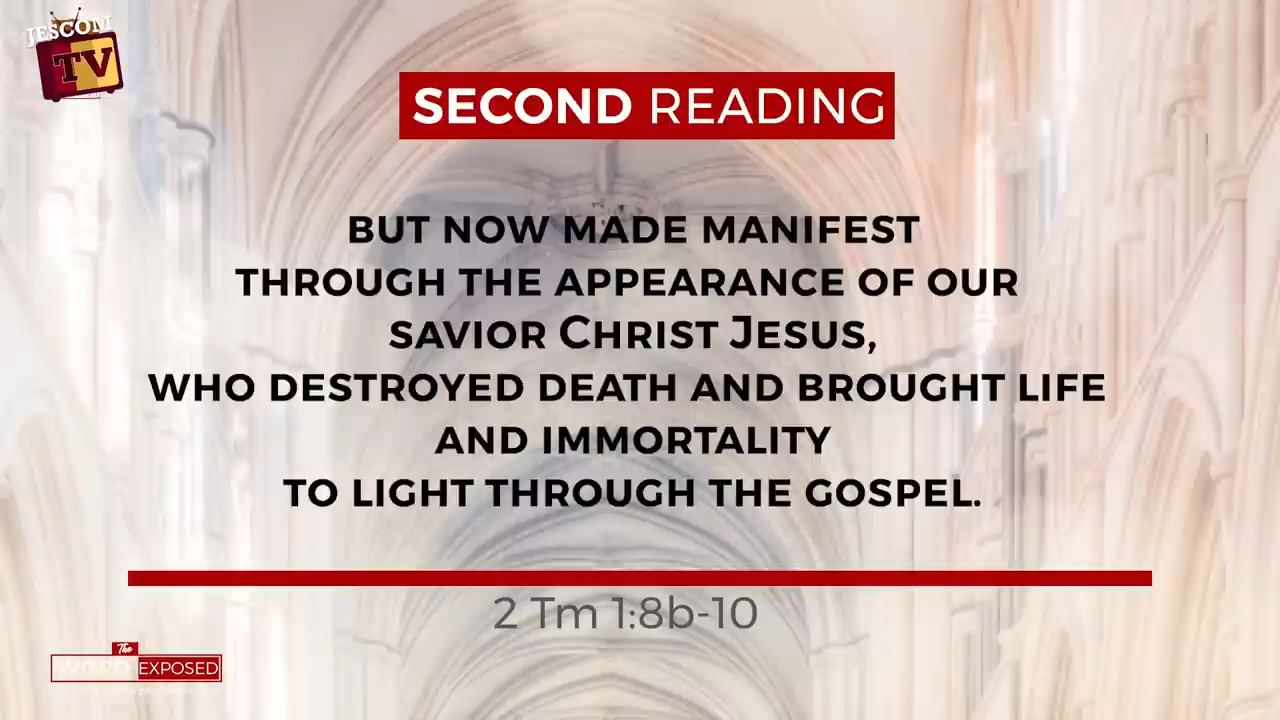 JESCOM
TV
SECOND READING
BUT NOW MADE MANIFEST
THROUGH THE APPEARANCE OF OUR
SAVIOR CHRIST JESUS,
WHO DESTROYED DEATH AND BROUGHT LIFE
AND IMMORTALITY
TO LIGHT THROUGH THE GOSPEL.
2 Tm 1:8b-10
The
WORD EXPOSED